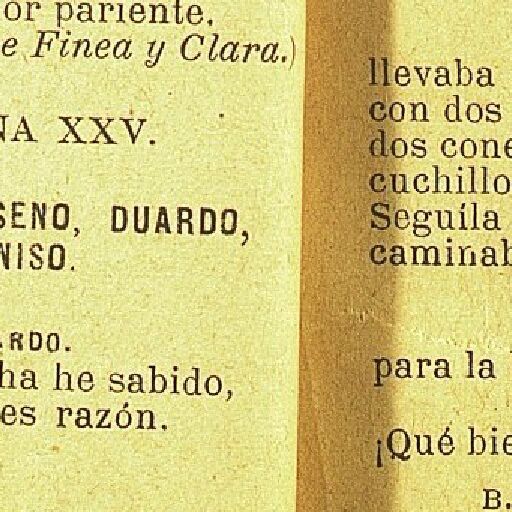 or pariente.
e Finea y Clara.)
NA XXV.
SENO, DUARDO,
NISO.
ARDO.
ha he sabido,
es razón.
llevaba
con dos
dos cone
cuchillo
Seguíla
caminab
para la
¡Qué bie
B.